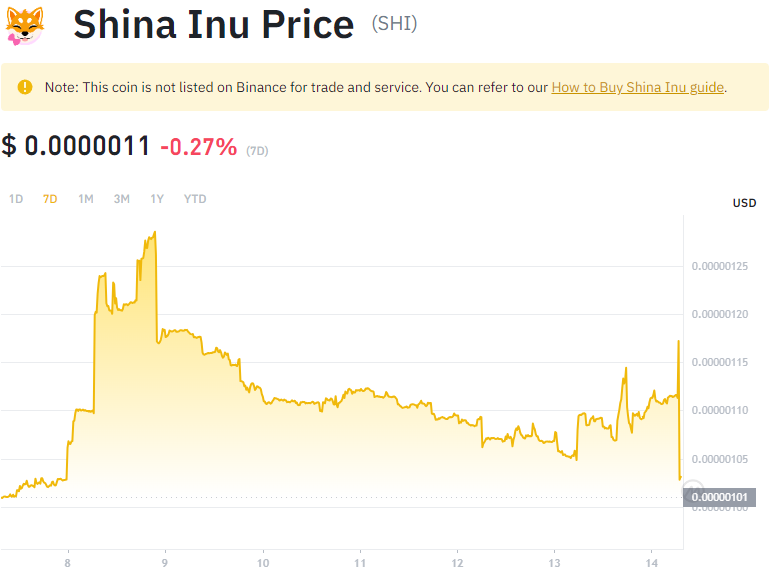 Shina Inu Price (SHI)
Note: This coin is not listed on Binance for trade and service. You can refer to our How to Buy Shina Inu guide.
$ 0.0000011 -0.27% (7D)
1D 7D 1M 3M 1Y YTD
USD
0.00000125
0.00000120
0.00000115
0.00000110
0.00000105
0.00000101
0.00000100
8 9 10 11 12 13 14